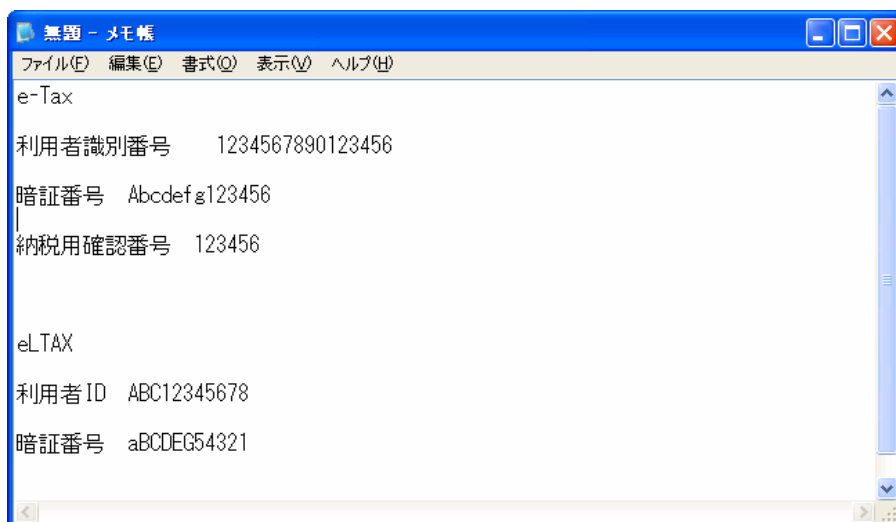 無題 - メモ帳
ファイル(F) 編集(E) 書式(O) 表示(V) ヘルプ(H)
e-Tax
利用者識別番号　　1234567890123456
暗証番号　Abcdefg123456
納税用確認番号　123456
eLTAX
利用者ID　ABC12345678
暗証番号　aBCDEG54321